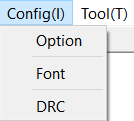 Config(I) Tool(T)
Option
Font
DRC